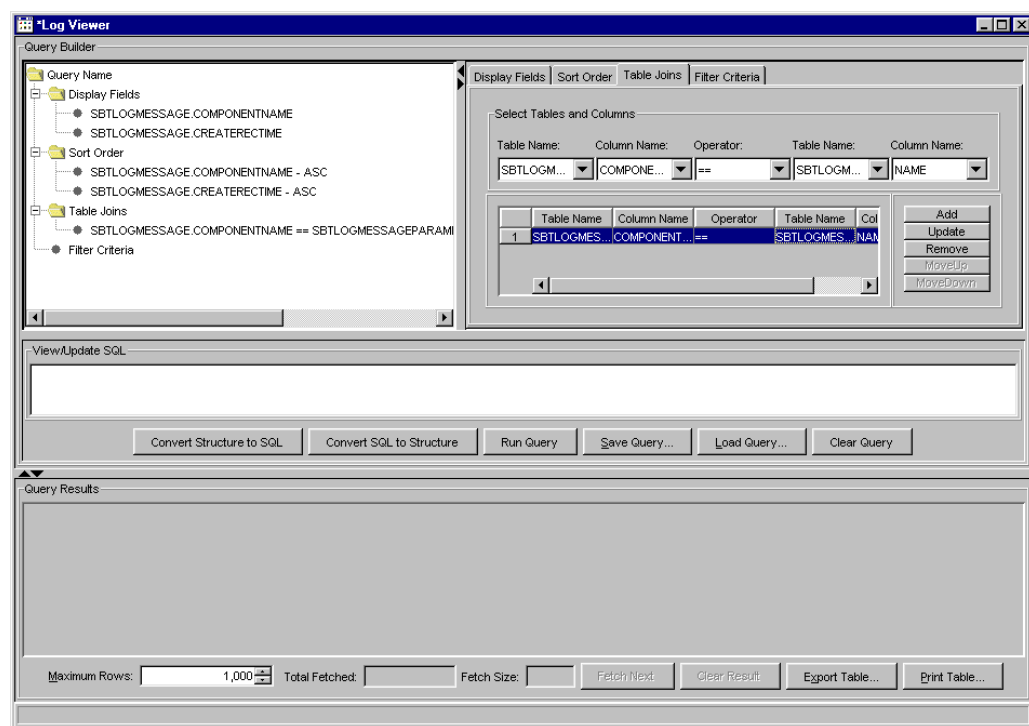 *Log Viewer
Query Builder
Query Name
Display Fields
SBTLOGMESSAGE.COMPONENTNAME
SBTLOGMESSAGE.CREATERECTIME
Sort Order
SBTLOGMESSAGE.COMPONENTNAME - ASC
SBTLOGMESSAGE.CREATERECTIME - ASC
Table Joins
SBTLOGMESSAGE.COMPONENTNAME == SBTLOGMESSAGEPARAM
Filter Criteria
Display Fields Sort Order Table Joins Filter Criteria
Select Tables and Columns
Table Name: Column Name: Operator: Table Name: Column Name:
SBTLOGM... COMPONE... == SBTLOGM... NAME
Table Name Column Name Operator Table Name Col
1 SBTLOGMES... COMPONENT... == SBTLOGMES... NAM
Add
Update
Remove
MoveUp
MoveDown
View/Update SQL
Convert Structure to SQL Convert SQL to Structure Run Query Save Query... Load Query... Clear Query
Query Results
Maximum Rows: 1,000 Total Fetched: Fetch Size: Fetch Next Clear Result Export Table... Print Table...